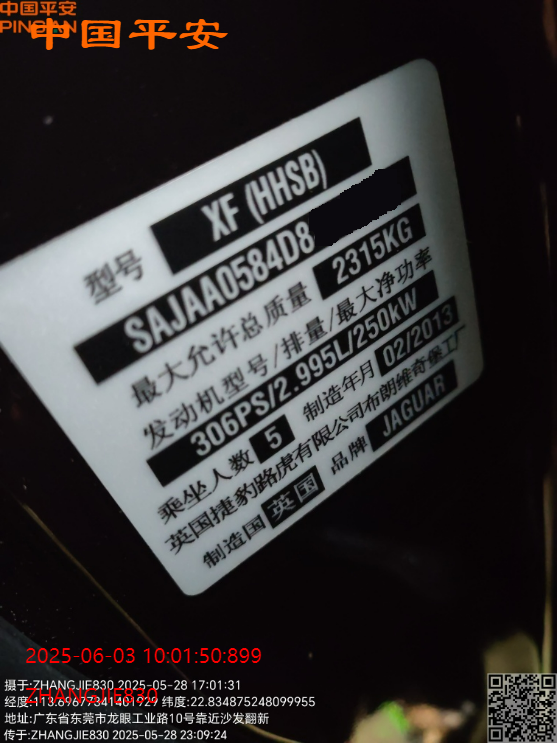 中国平安
PINGAN
中国平安
型号 XF (HHSB)
SAJAA0584D8
最大允许总质量 2315KG
发动机型号/排量/最大净功率
306PS/2.995L/250kW
乘坐人数 5 制造年月 02/2013
英国捷豹路虎有限公司布朗维奇堡工厂
制造国 英国 品牌 JAGUAR
2025-06-03 10:01:50:899
摄于:ZHANGJIE830 2025-05-28 17:01:31
ZHANGJIE830
纬度:22.834875248099955
地址:广东省东莞市龙眼工业路10号靠近沙发翻新
传于:ZHANGJIE830 2025-05-28 23:09:24